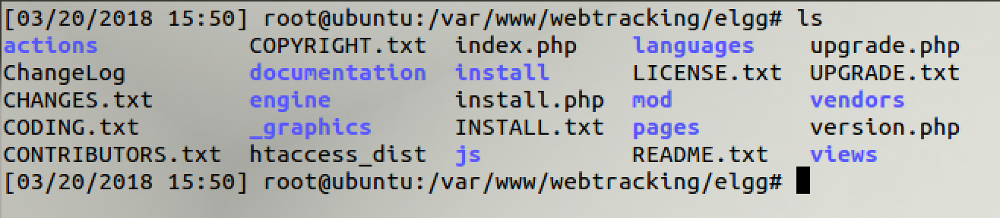 [03/20/2018 15:50] root@ubuntu:/var/www/webtracking/elgg# ls
actions COPYRIGHT.txt index.php languages upgrade.php
ChangeLog documentation install LICENSE.txt UPGRADE.txt
CHANGES.txt engine install.php mod vendors
CODING.txt _graphics INSTALL.txt pages version.php
CONTRIBUTORS.txt htaccess_dist js README.txt views
[03/20/2018 15:50] root@ubuntu:/var/www/webtracking/elgg#